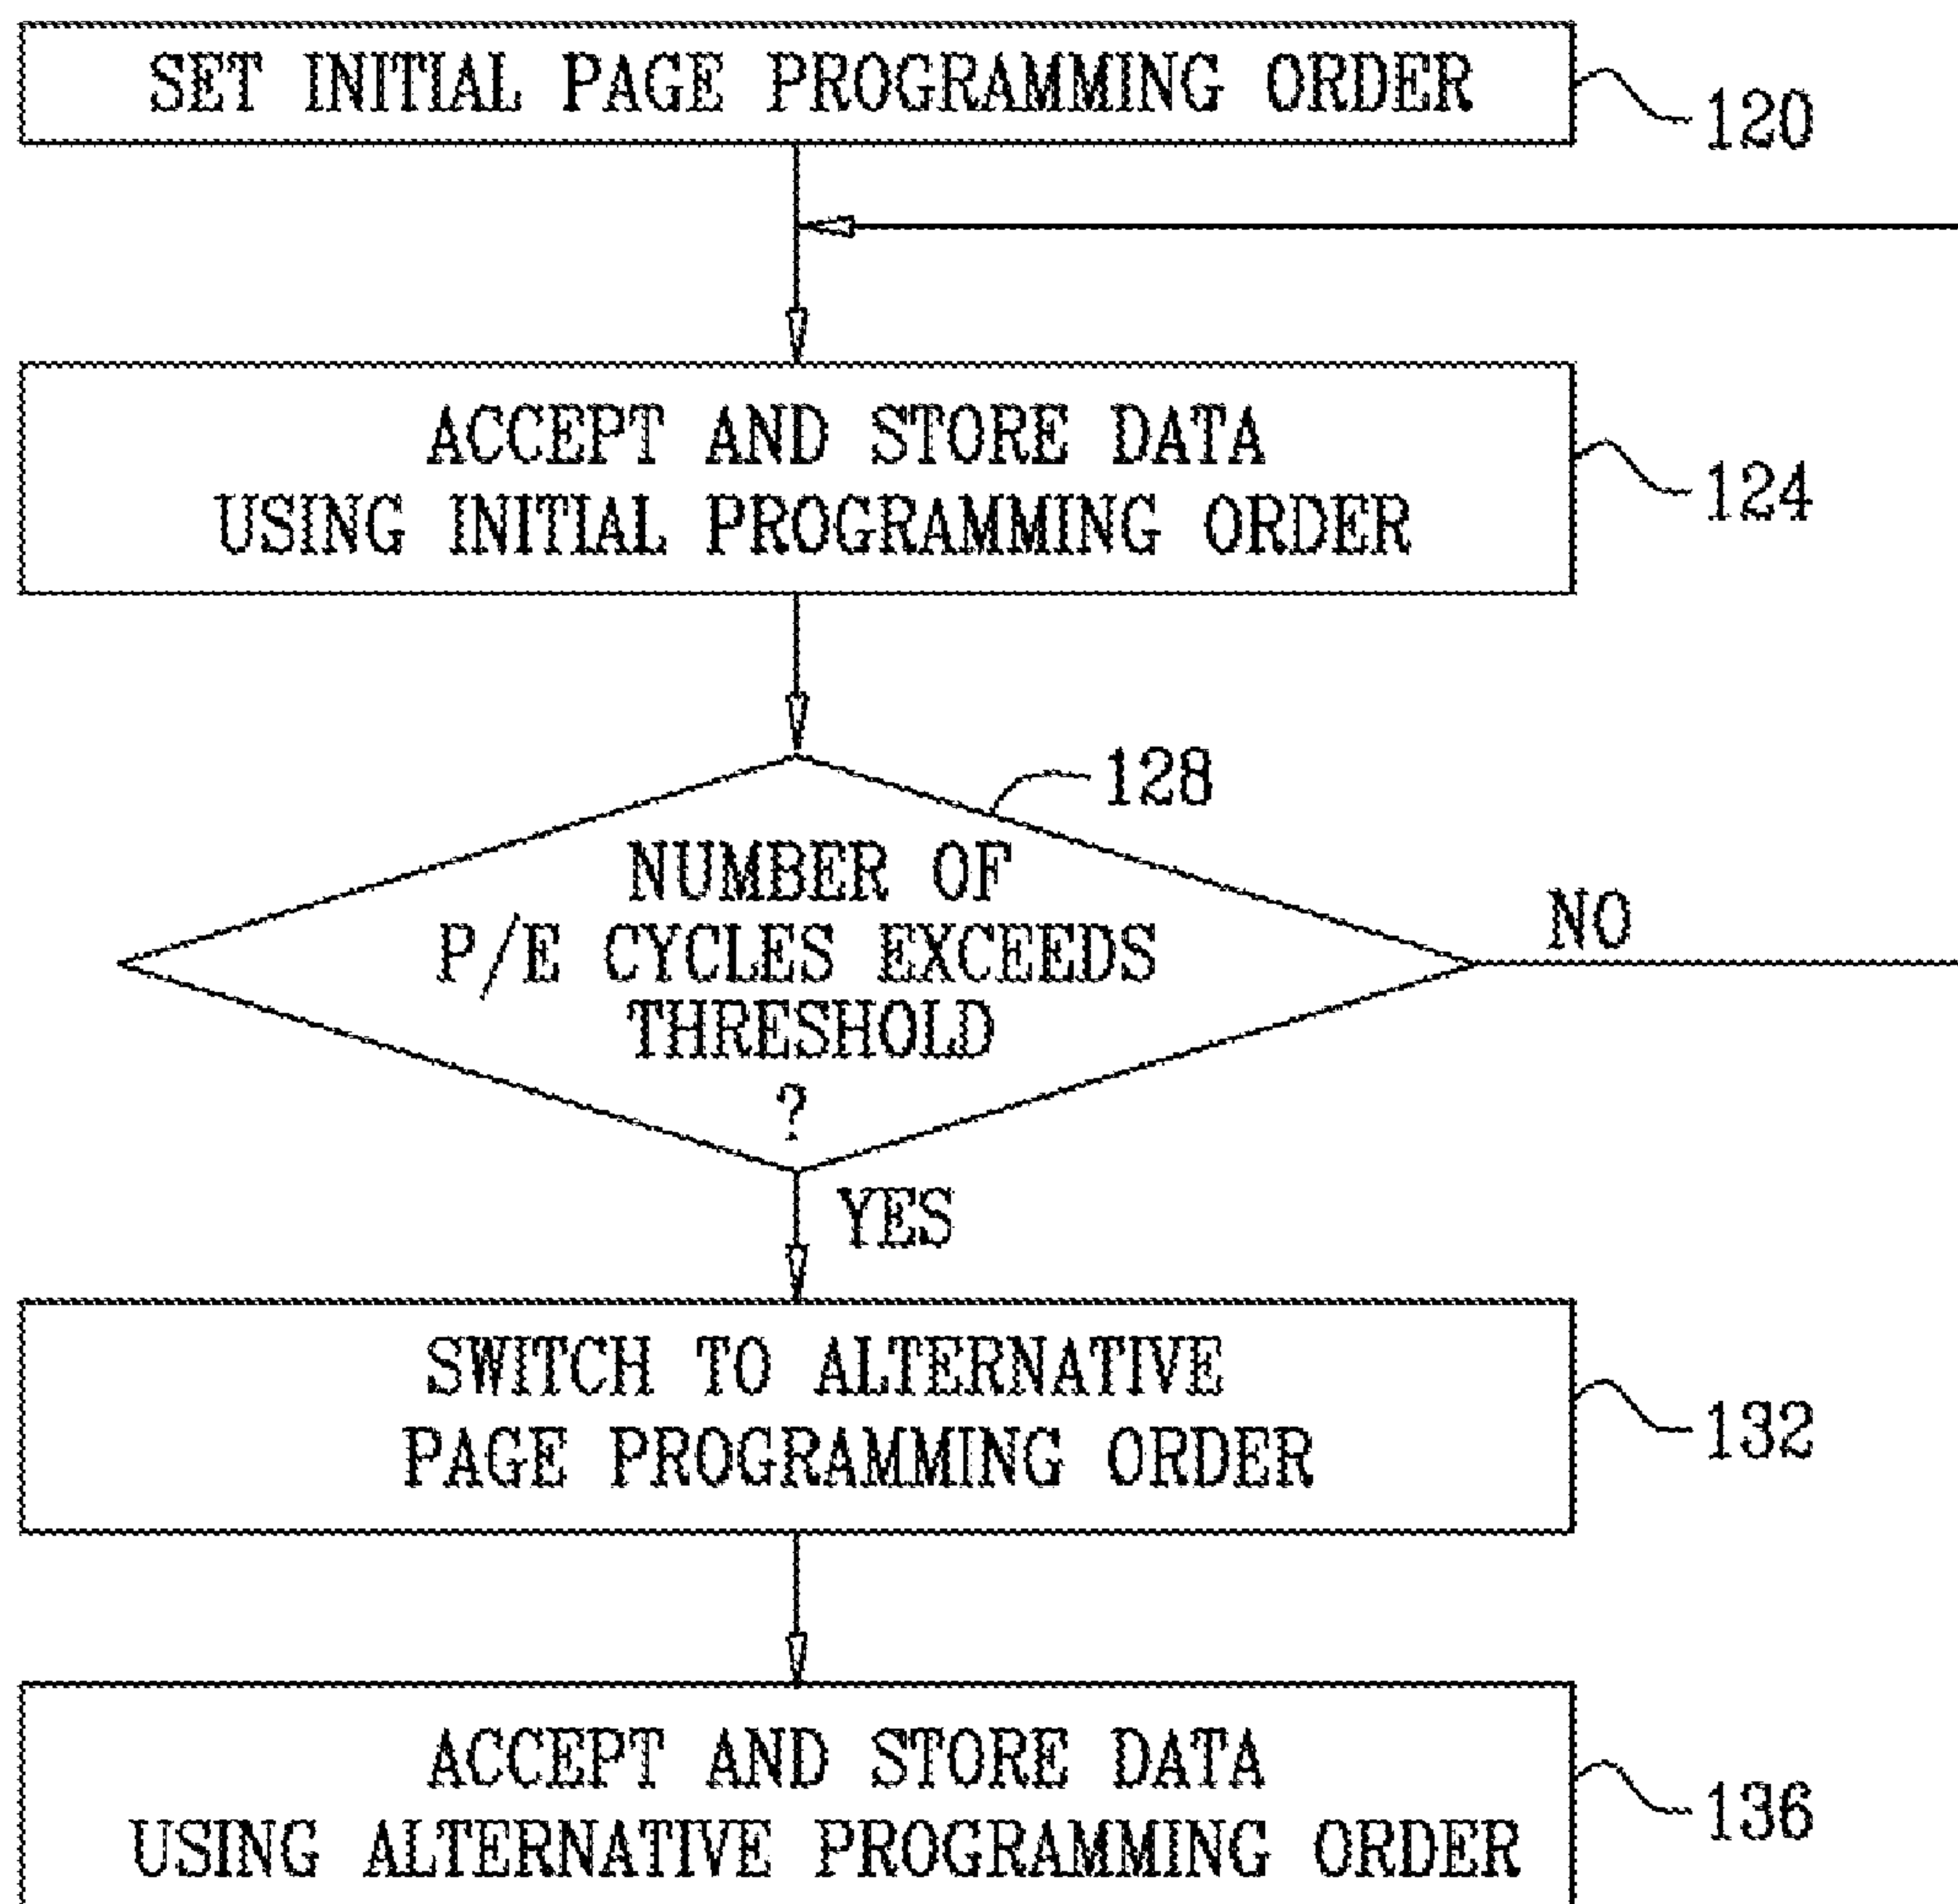 SET INITIAL PAGE PROGRAMMING ORDER
120
ACCEPT AND STORE DATA
USING INITIAL PROGRAMMING ORDER
124
128
NUMBER OF
P/E CYCLES EXCEEDS
THRESHOLD
?
NO
YES
SWITCH TO ALTERNATIVE
PAGE PROGRAMMING ORDER
132
ACCEPT AND STORE DATA
USING ALTERNATIVE PROGRAMMING ORDER
136